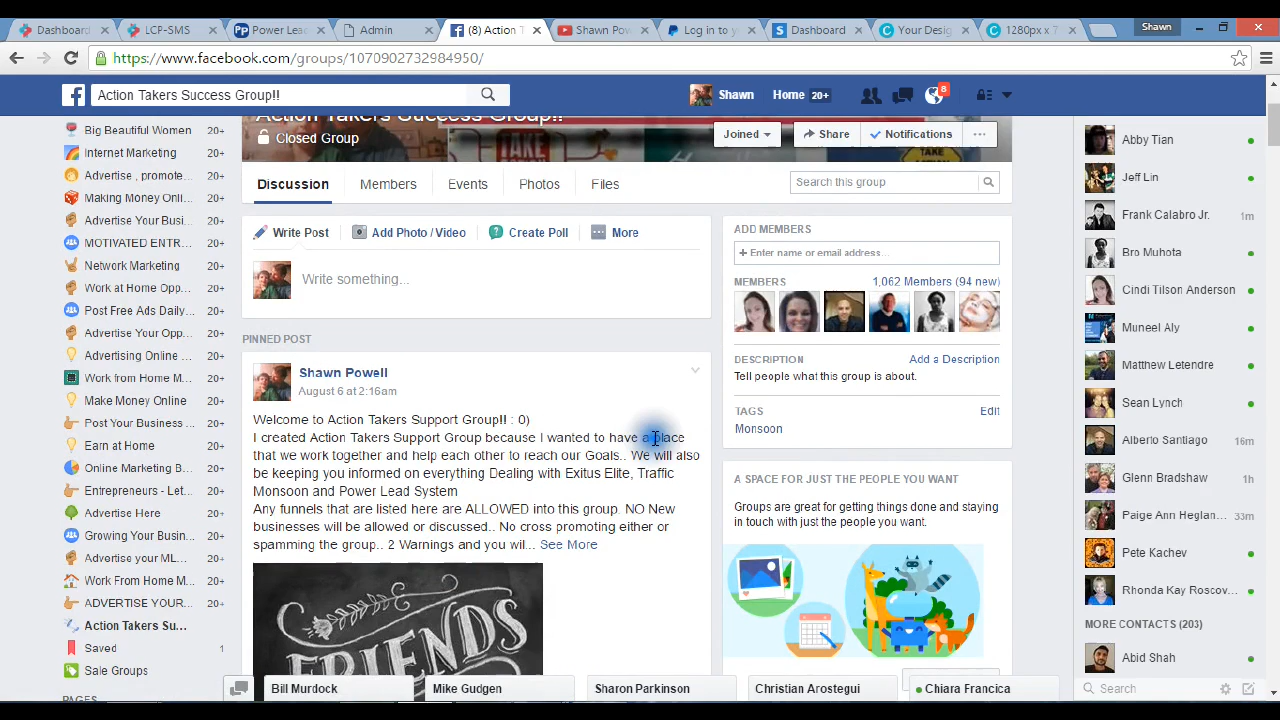 Dashboard
LCP-SMS
Power Lea
Admin
(8) Action T
Shawn Pow
Log in to y
Dashboard
Your Desig
1280px x 7
Shawn
https://www.facebook.com/groups/1070902732984950/
Action Takers Success Group!!
Shawn
Home 20+
8
Action Takers Success Group!!
Closed Group
Joined
Share
Notifications
Discussion
Members
Events
Photos
Files
Search this group
Big Beautiful Women 20+
Internet Marketing 20+
Advertise , promote... 20+
Making Money Onli... 20+
Advertise Your Busi... 20+
MOTIVATED ENTR... 20+
Network Marketing 20+
Work at Home Opp... 20+
Post Free Ads Daily... 20+
Advertise Your Opp... 20+
Advertising Online ... 20+
Work from Home M... 20+
Make Money Online 20+
Post Your Business ... 20+
Earn at Home 20+
Online Marketing B... 20+
Entrepreneurs - Let... 20+
Advertise Here 20+
Growing Your Busin... 20+
Advertise your ML... 20+
Work From Home M... 20+
ADVERTISE YOUR... 20+
Action Takers Su...
Saved 1
Sale Groups
PAGES
Write Post
Add Photo / Video
Create Poll
More
Write something...
PINNED POST
Shawn Powell
August 6 at 2:16am
Welcome to Action Takers Support Group!! : 0)
I created Action Takers Support Group because I wanted to have a place
that we work together and help each other to reach our Goals.. We will also
be keeping you informed on everything Dealing with Exitus Elite, Traffic
Monsoon and Power Lead System
Any funnels that are listed here are ALLOWED into this group. NO New
businesses will be allowed or discussed.. No cross promoting either or
spamming the group.. 2 Warnings and you wil... See More
FRIENDS
ADD MEMBERS
+ Enter name or email address...
MEMBERS
1,062 Members (94 new)
DESCRIPTION
Add a Description
Tell people what this group is about.
TAGS
Edit
Monsoon
A SPACE FOR JUST THE PEOPLE YOU WANT
Groups are great for getting things done and staying
in touch with just the people you want.
Abby Tian
Jeff Lin
Frank Calabro Jr. 1m
Bro Muhota
Cindi Tilson Anderson
Muneel Aly
Matthew Letendre
Sean Lynch
Alberto Santiago 16m
Glenn Bradshaw 1h
Paige Ann Heglan... 33m
Pete Kachev
Rhonda Kay Roscov...
MORE CONTACTS (203)
Abid Shah
Search
Bill Murdock
Mike Gudgen
Sharon Parkinson
Christian Arostegui
Chiara Francica